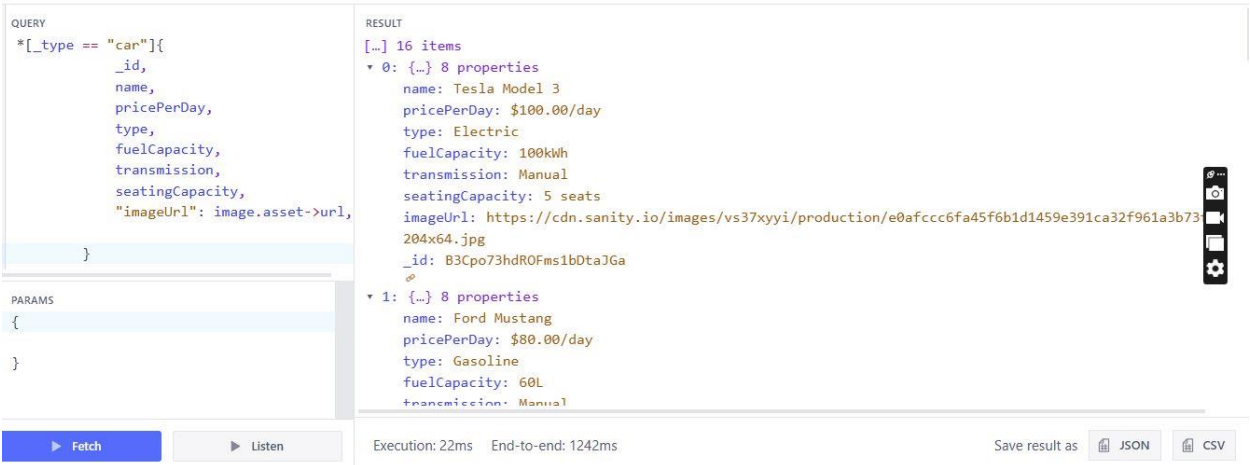 QUERY
*[_type == "car"]{
_id,
name,
pricePerDay,
type,
fuelCapacity,
transmission,
seatingCapacity,
"imageUrl": image.asset->url,
}
PARAMS
{
}
Fetch
Listen
RESULT
[…] 16 items
0: {…} 8 properties
name: Tesla Model 3
pricePerDay: $100.00/day
type: Electric
fuelCapacity: 100kWh
transmission: Manual
seatingCapacity: 5 seats
imageUrl: https://cdn.sanity.io/images/vs37xyyi/production/e0afccc6fa45f6b1d1459e391ca32f961a3b73
204x64.jpg
_id: B3Cpo73hdROFms1bDtaJGa
1: {…} 8 properties
name: Ford Mustang
pricePerDay: $80.00/day
type: Gasoline
fuelCapacity: 60L
transmission: Manual
Execution: 22ms End-to-end: 1242ms
Save result as JSON CSV